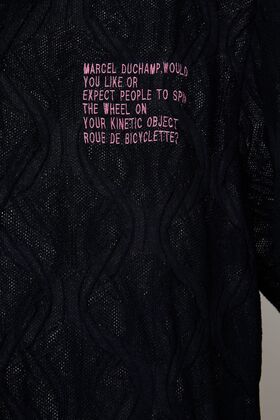 MARCEL DUCHAMP,WOULD
YOU LIKE OR
EXPECT PEOPLE TO SPIN
THE WHEEL ON
YOUR KINETIC OBJECT
ROUE DE BICYCLETTE?